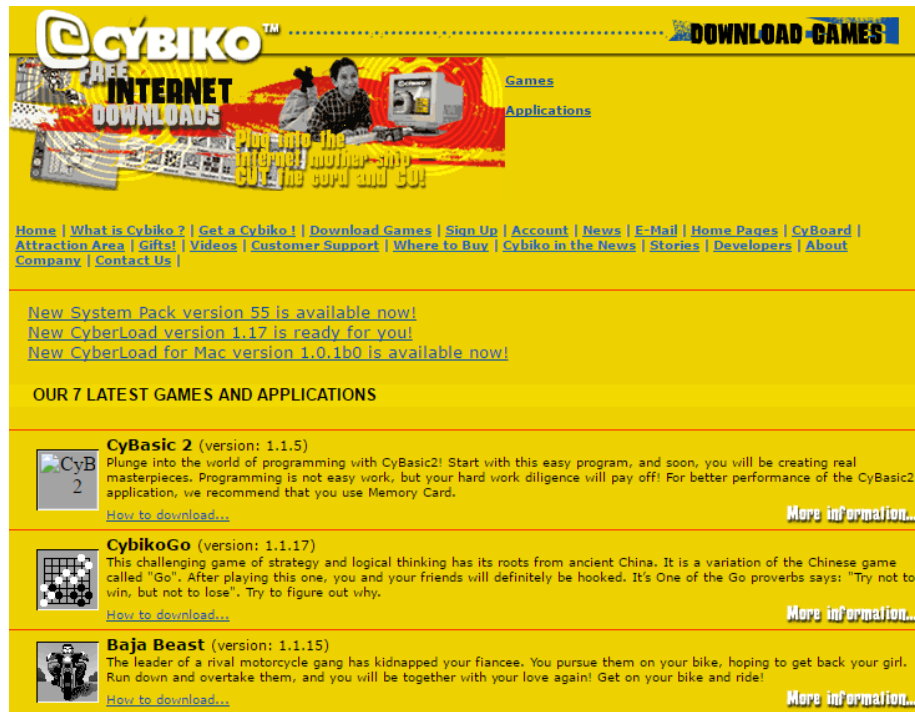 CYBIKO™
DOWNLOAD GAMES
FREE
INTERNET
DOWNLOADS
Plug into the
Internet mother-ship
CUT the cord and GO!
Games
Applications
Home | What is Cybiko ? | Get a Cybiko ! | Download Games | Sign Up | Account | News | E-Mail | Home Pages | CyBoard |
Attraction Area | Gifts! | Videos | Customer Support | Where to Buy | Cybiko in the News | Stories | Developers | About
Company | Contact Us |
New System Pack version 55 is available now!
New CyberLoad version 1.17 is ready for you!
New CyberLoad for Mac version 1.0.1b0 is available now!
OUR 7 LATEST GAMES AND APPLICATIONS
CyB
2
CyBasic 2 (version: 1.1.5)
Plunge into the world of programming with CyBasic2! Start with this easy program, and soon, you will be creating real
masterpieces. Programming is not easy work, but your hard work diligence will pay off! For better performance of the CyBasic2
application, we recommend that you use Memory Card.
How to download...
More information...
CybikoGo (version: 1.1.17)
This challenging game of strategy and logical thinking has its roots from ancient China. It is a variation of the Chinese game
called "Go". After playing this one, you and your friends will definitely be hooked. It's One of the Go proverbs says: "Try not to
win, but not to lose". Try to figure out why.
How to download...
More information...
Baja Beast (version: 1.1.15)
The leader of a rival motorcycle gang has kidnapped your fiancee. You pursue them on your bike, hoping to get back your girl.
Run down and overtake them, and you will be together with your love again! Get on your bike and ride!
How to download...
More information...